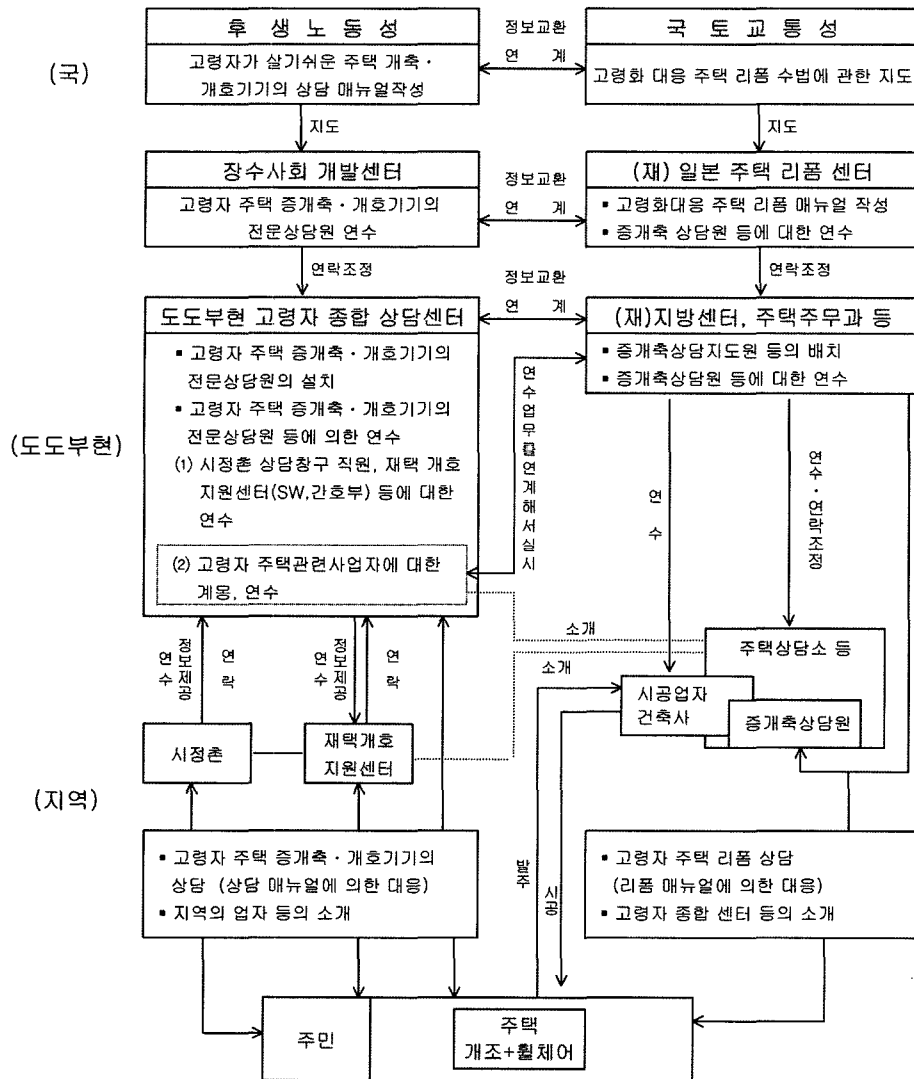 후 생 노 동 성
고령자가 살기쉬운 주택 개축 ·
개호기기의 상담 매뉴얼작성
정보교환
연 계
국 토 교 통 성
고령화 대응 주택 리폼 수법에 관한 지도
(국)
지도
지도
장수사회 개발센터
고령자 주택 증개축 · 개호기기의
전문상담원 연수
정보교환
연 계
(재) 일본 주택 리폼 센터
▪ 고령화대응 주택 리폼 매뉴얼 작성
▪ 증개축 상담원 등에 대한 연수
연락조정
연락조정
도도부현 고령자 종합 상담센터
▪ 고령자 주택 증개축 · 개호기기의
전문상담원의 설치
▪ 고령자 주택 증개축 · 개호기기의
전문상담원 등에 의한 연수
(1) 시정촌 상담창구 직원, 재택 개호
지원센터(SW,간호부) 등에 대한
연수
(2) 고령자 주택관련사업자에 대한
계몽, 연수
정보교환
연 계
(재)지방센터, 주택주무과 등
▪ 증개축상담지도원 등의 배치
▪ 증개축상담원 등에 대한 연수
(도도부현)
연수업무를연계해서실시
연 수
연수 · 연락조정
소개
소개
주택상담소 등
시공업자
건축사
증개축상담원
연수
정보제공
연 락
연수
정보제공
연 락
시정촌
재택개호
지원센터
(지역)
▪ 고령자 주택 증개축 · 개호기기의
상담 (상담 매뉴얼에 의한 대응)
▪ 지역의 업자 등의 소개
발주
시공
▪ 고령자 주택 리폼 상담
(리폼 매뉴얼에 의한 대응)
▪ 고령자 종합 센터 등의 소개
주민
주택
개조+휠체어